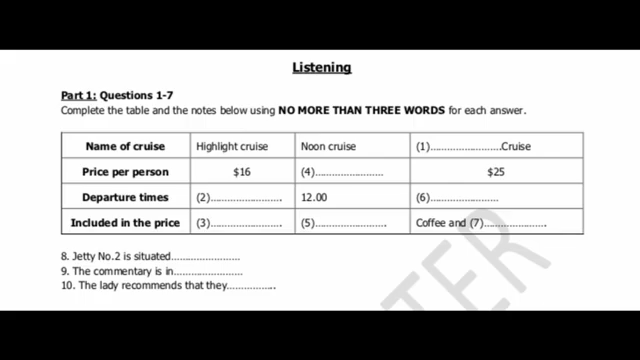 Listening
Part 1: Questions 1-7
Complete the table and the notes below using NO MORE THAN THREE WORDS for each answer.
Name of cruise Highlight cruise Noon cruise (1)...........................Cruise
Price per person $16 (4)......................... $25
Departure times (2).......................... 12.00 (6).........................
Included in the price (3).......................... (5).......................... Coffee and (7).......................
8. Jetty No.2 is situated.........................
9. The commentary is in.........................
10. The lady recommends that they..................
TER